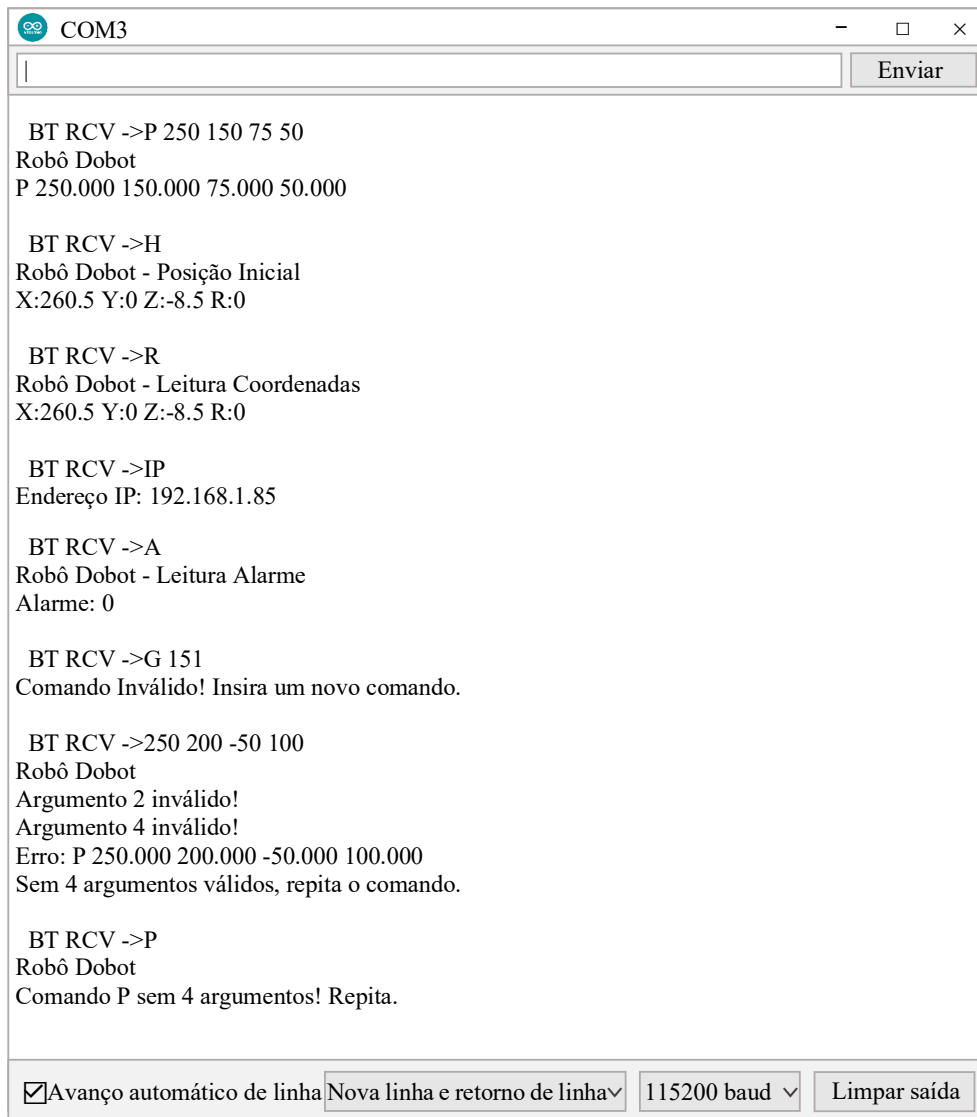 COM3
Enviar
BT RCV ->P 250 150 75 50
Robô Dobot
P 250.000 150.000 75.000 50.000
BT RCV ->H
Robô Dobot - Posição Inicial
X:260.5 Y:0 Z:-8.5 R:0
BT RCV ->R
Robô Dobot - Leitura Coordenadas
X:260.5 Y:0 Z:-8.5 R:0
BT RCV ->IP
Endereço IP: 192.168.1.85
BT RCV ->A
Robô Dobot - Leitura Alarme
Alarme: 0
BT RCV ->G 151
Comando Inválido! Insira um novo comando.
BT RCV ->250 200 -50 100
Robô Dobot
Argumento 2 inválido!
Argumento 4 inválido!
Erro: P 250.000 200.000 -50.000 100.000
Sem 4 argumentos válidos, repita o comando.
BT RCV ->P
Robô Dobot
Comando P sem 4 argumentos! Repita.
Avanço automático de linha Nova linha e retorno de linha 115200 baud Limpar saída